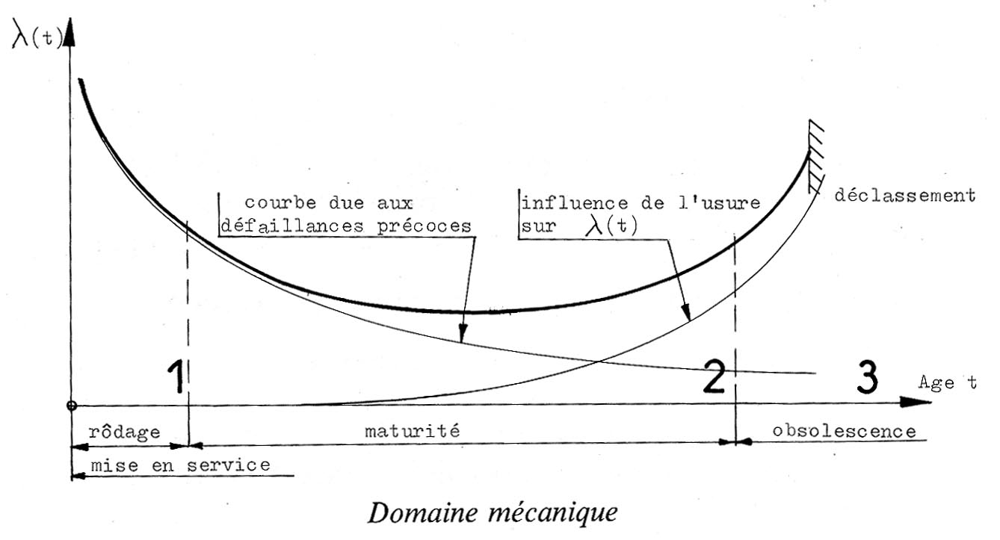 λ(t)
courbe due aux
défaillances précoces
influence de l'usure
sur λ(t)
déclassement
1
2
3
Age t
rôdage
maturité
obsolescence
mise en service
Domaine mécanique